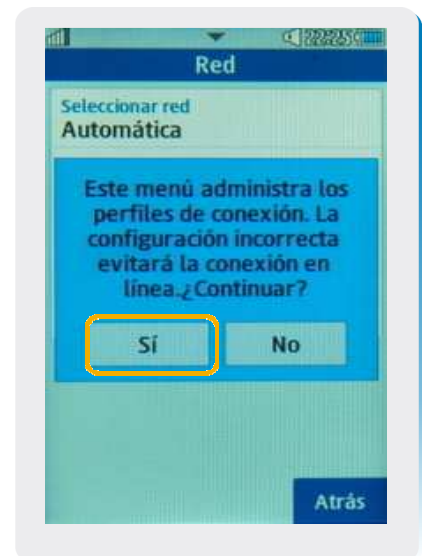 Red
Seleccionar red
Automática
Este menú administra los
perfiles de conexión. La
configuración incorrecta
evitará la conexión en
línea.¿Continuar?
Sí
No
Atrás